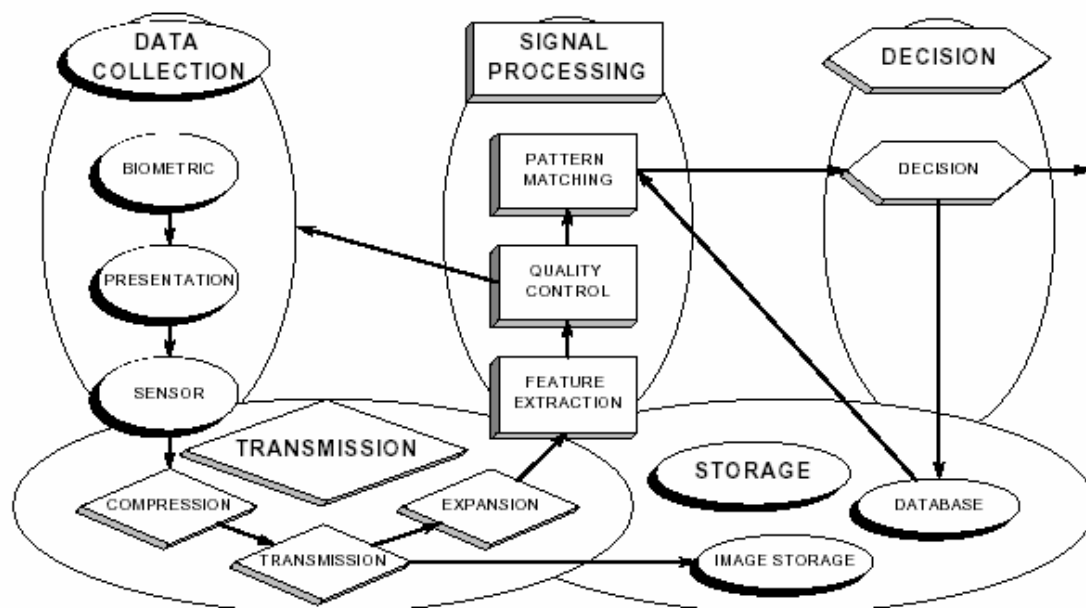 DATA
COLLECTION
BIOMETRIC
PRESENTATION
SENSOR
SIGNAL
PROCESSING
PATTERN
MATCHING
QUALITY
CONTROL
FEATURE
EXTRACTION
DECISION
DECISION
TRANSMISSION
COMPRESSION
EXPANSION
TRANSMISSION
STORAGE
DATABASE
IMAGE STORAGE